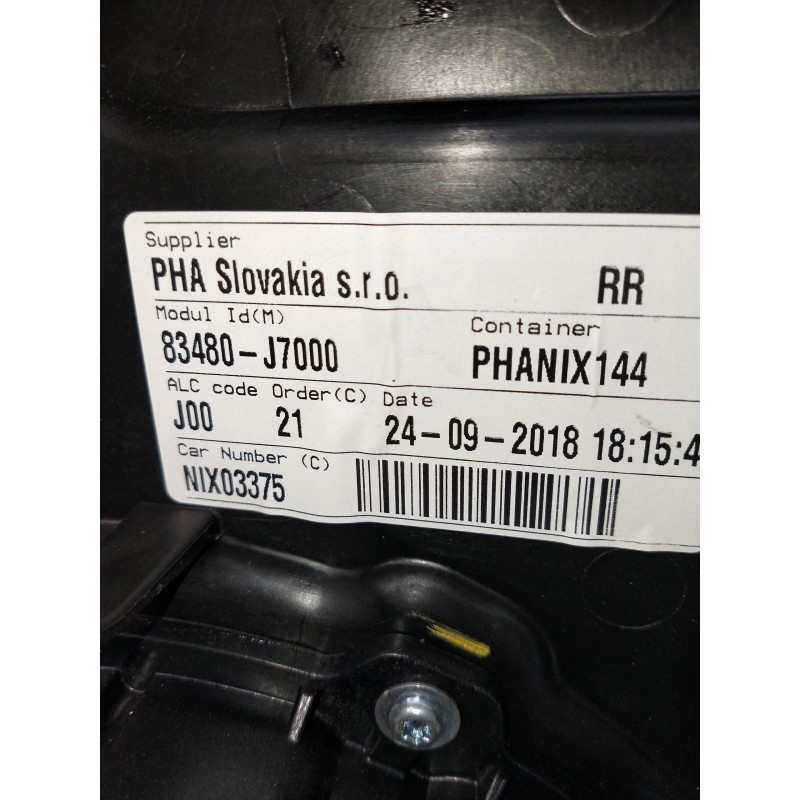 Supplier
PHA Slovakia s.r.o. RR
Modul Id(M) Container
83480-J7000 PHANIX144
ALC code Order(C) Date
J00 21 24-09-2018 18:15:4
Car Number (C)
NIX03375